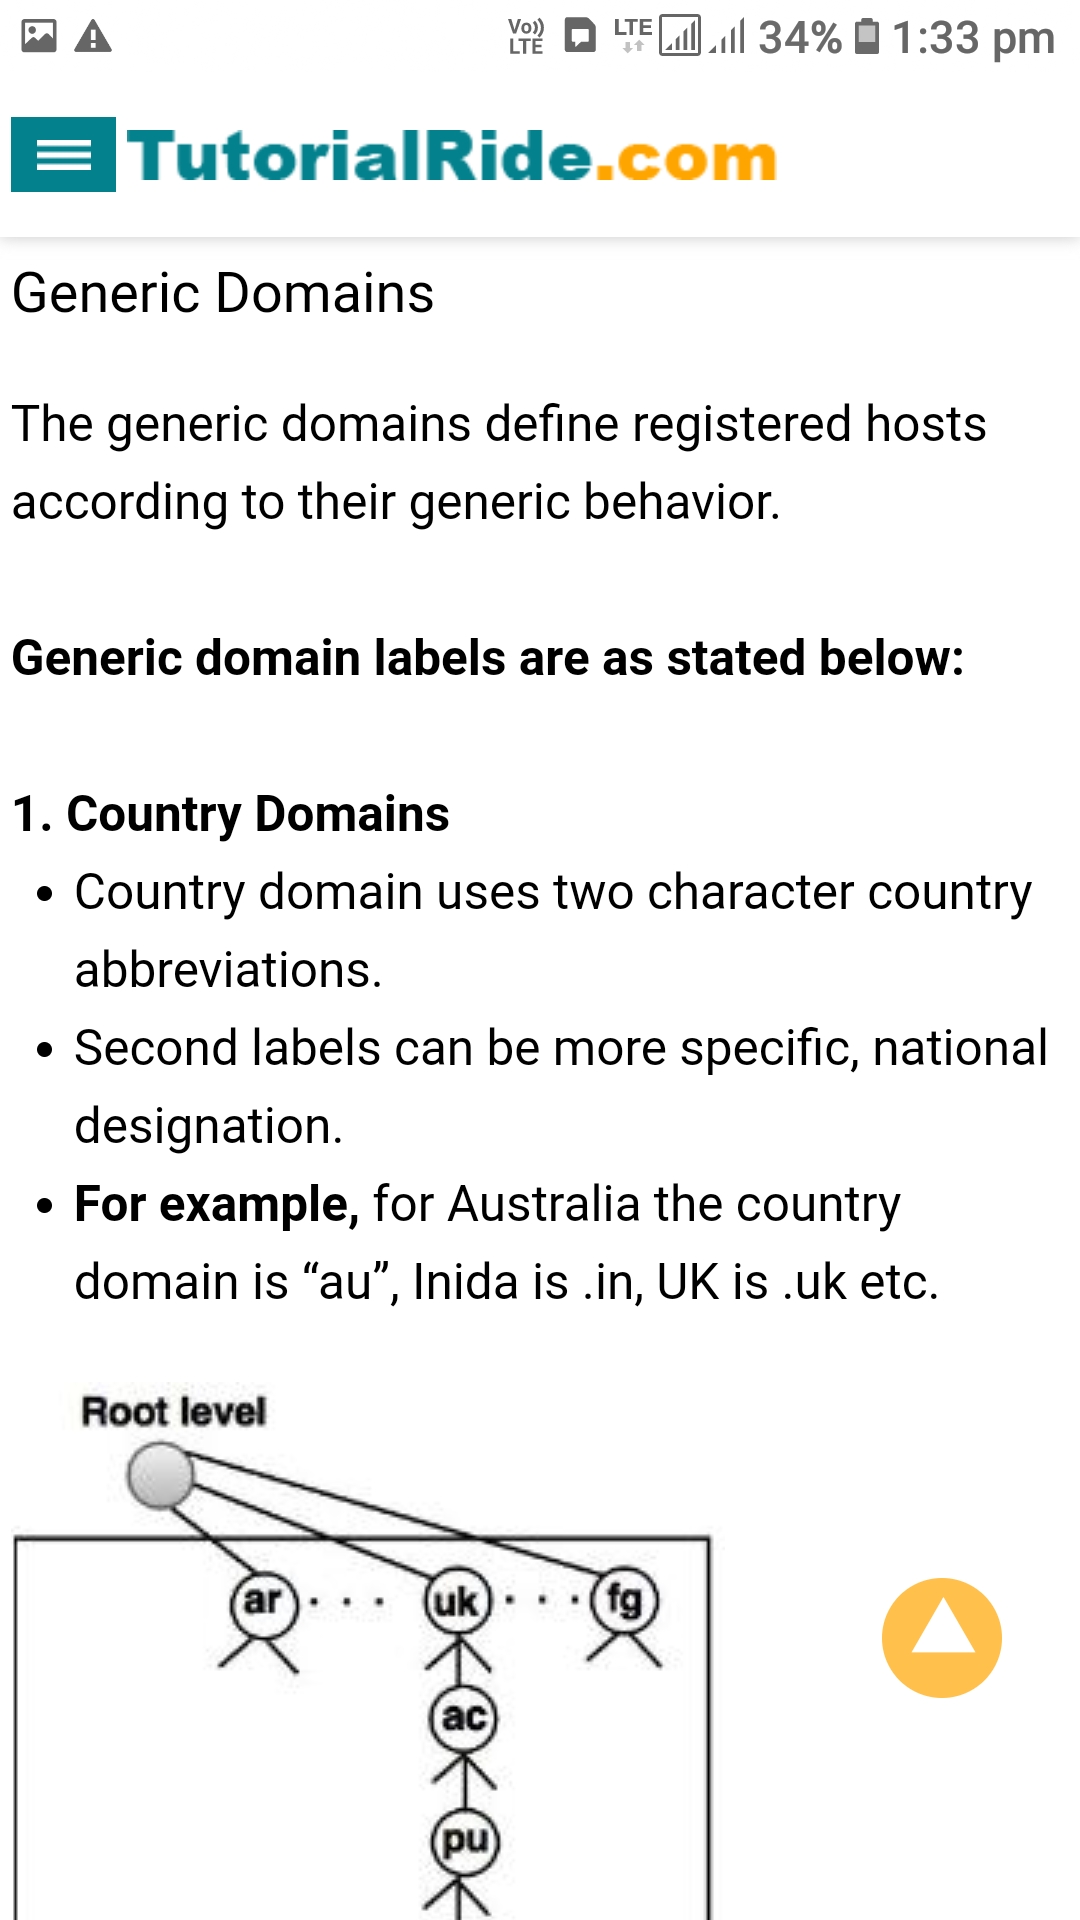 Vo)) LTE LTE 34% 1:33 pm
TutorialRide.com
Generic Domains
The generic domains define registered hosts
according to their generic behavior.
Generic domain labels are as stated below:
1. Country Domains
• Country domain uses two character country
abbreviations.
• Second labels can be more specific, national
designation.
• For example, for Australia the country
domain is “au”, Inida is .in, UK is .uk etc.
Root level
ar . . . uk . . . fg
ac
pu